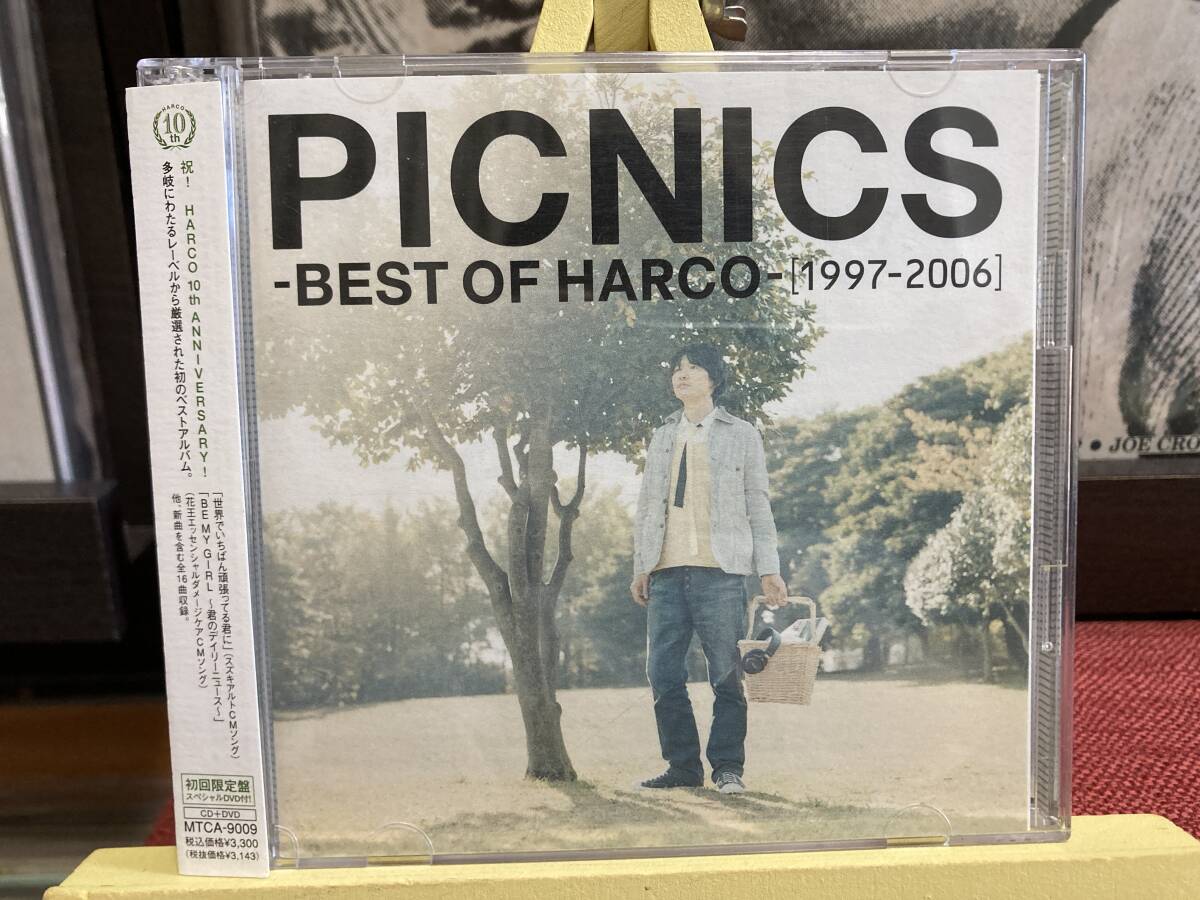 PICNICS
-BEST OF HARCO-[1997-2006]
HARCO
10
th
祝! HARCO 10th ANNIVERSARY!
多岐にわたるレーベルから厳選された初のベストアルバム。
「世界でいちばん頑張ってる君に」(スズキアルトCMソング)
「BE MY GIRL 〜君のデイリーニュース〜」
(花王エッセンシャルダメージケアCMソング)
他、新曲を含む全16曲収録。
初回限定盤
スペシャルDVD付!
CD+DVD
MTCA-9009
税込価格¥3,300
(税抜価格¥3,143)
• JOE CRO